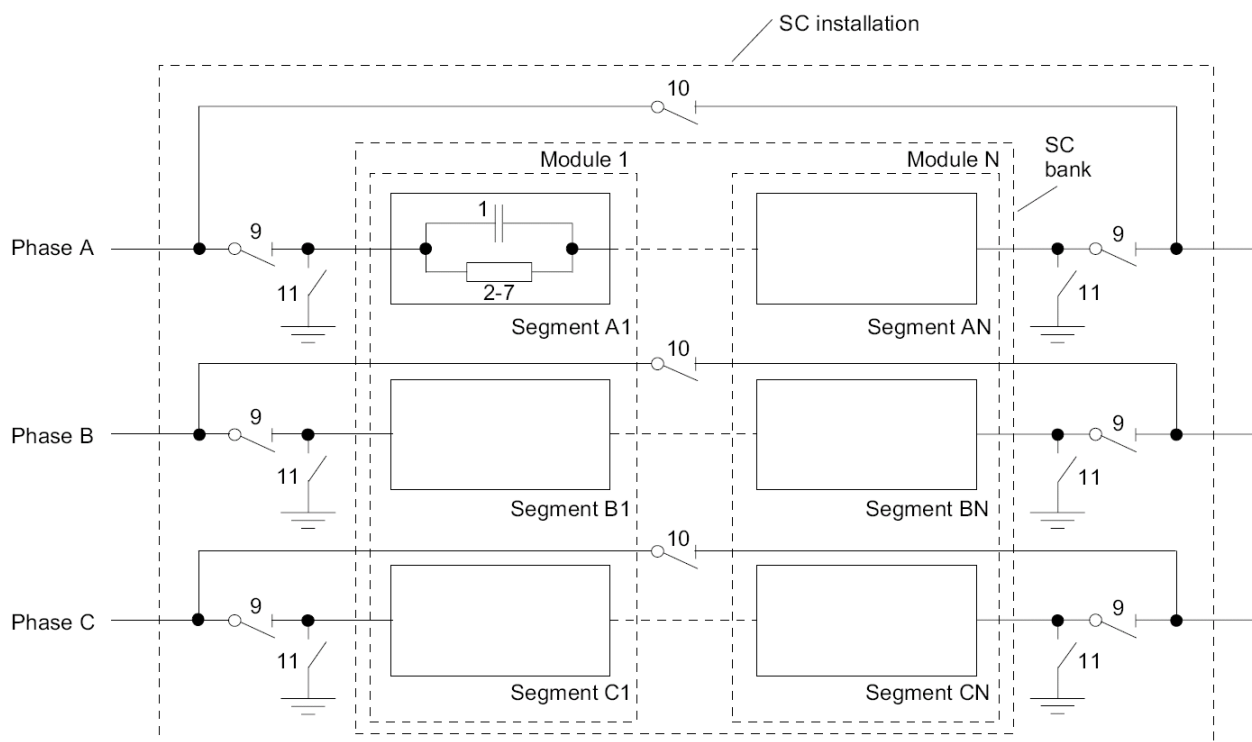 SC installation
10
Module 1
Module N
SC
bank
1
Phase A
9
9
11
2-7
11
Segment A1
Segment AN
10
Phase B
9
9
11
11
Segment B1
Segment BN
10
Phase C
9
9
11
11
Segment C1
Segment CN